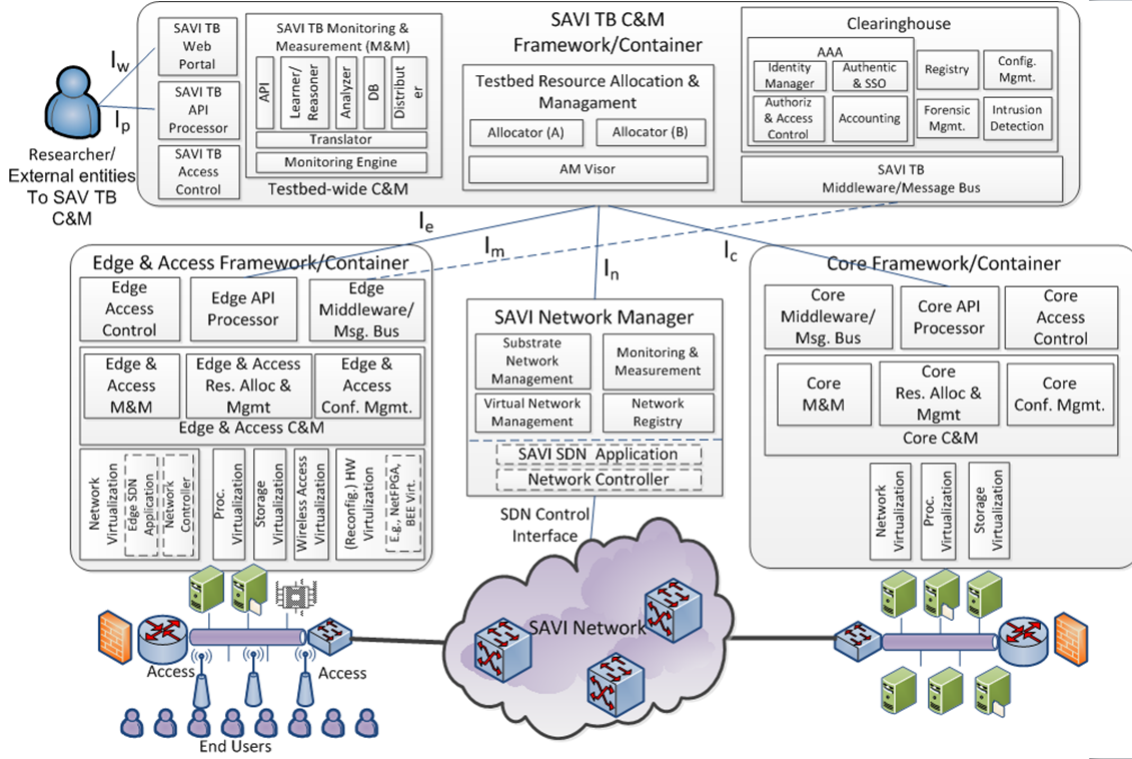 SAVI TB C&M
Framework/Container
I_w
I_p
Researcher/
External entities
To SAV TB
C&M
SAVI TB
Web
Portal
SAVI TB
API
Processor
SAVI TB
Access
Control
SAVI TB Monitoring &
Measurement (M&M)
API
Learner/
Reasoner
Analyzer
DB
Distribut
er
Translator
Monitoring Engine
Testbed-wide C&M
Testbed Resource Allocation &
Managament
Allocator (A)
Allocator (B)
AM Visor
Clearinghouse
AAA
Identity
Manager
Authentic
& SSO
Authoriz
& Access
Control
Accounting
Registry
Config.
Mgmt.
Forensic
Mgmt.
Intrusion
Detection
SAVI TB
Middleware/Message Bus
I_e
I_m
I_n
I_c
Edge & Access Framework/Container
Edge
Access
Control
Edge API
Processor
Edge
Middleware/
Msg. Bus
Edge &
Access
M&M
Edge & Access
Res. Alloc &
Mgmt
Edge &
Access
Conf. Mgmt.
Edge & Access C&M
Network
Virtualization
Edge SDN
Application
Network
Controller
Proc.
Virtualization
Storage
Virtualization
Wireless Access
Virtualization
(Reconfig.) HW
Virtulization
E.g., NetFPGA,
BEE Virt.
SAVI Network Manager
Substrate
Network
Management
Monitoring &
Measurement
Virtual Network
Management
Network
Registry
SAVI SDN Application
Network Controller
SDN Control
Interface
Core Framework/Container
Core
Middleware/
Msg. Bus
Core API
Processor
Core
Access
Control
Core
M&M
Core
Res. Alloc &
Mgmt
Core
Conf. Mgmt.
Core C&M
Network
Virtualization
Proc.
Virtualization
Storage
Virtualization
SAVI Network
Access
Access
End Users